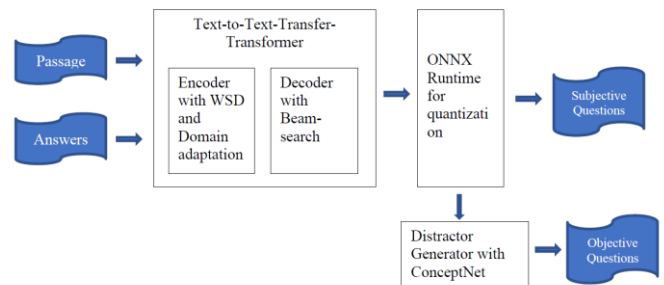 Text-to-Text-Transfer-
Transformer
Passage
Answers
Encoder
with WSD
and
Domain
adaptation
Decoder
with
Beam-
search
ONNX
Runtime
for
quantizati
on
Subjective
Questions
Distractor
Generator with
ConceptNet
Objective
Questions